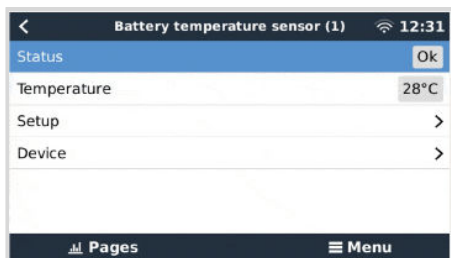 Battery temperature sensor (1) 12:31
Status Ok
Temperature 28°C
Setup
Device
Pages Menu